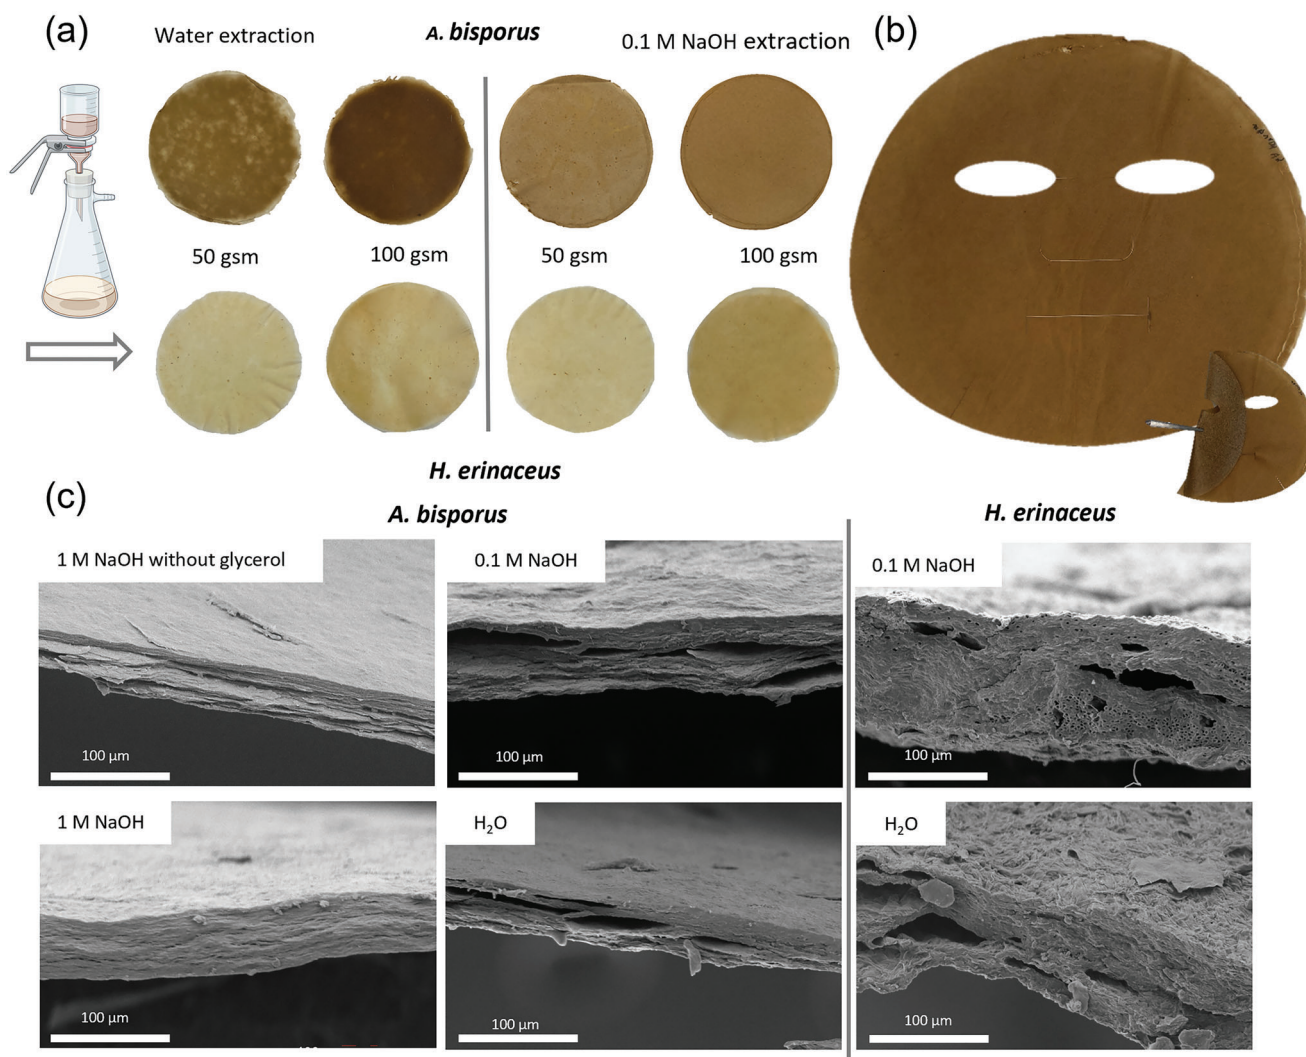 (a)
Water extraction
A. bisporus
0.1 M NaOH extraction
(b)
50 gsm
100 gsm
50 gsm
100 gsm
H. erinaceus
(c)
A. bisporus
H. erinaceus
1 M NaOH without glycerol
0.1 M NaOH
0.1 M NaOH
100 µm
100 µm
100 µm
1 M NaOH
H₂O
H₂O
100 µm
100 µm
100 µm